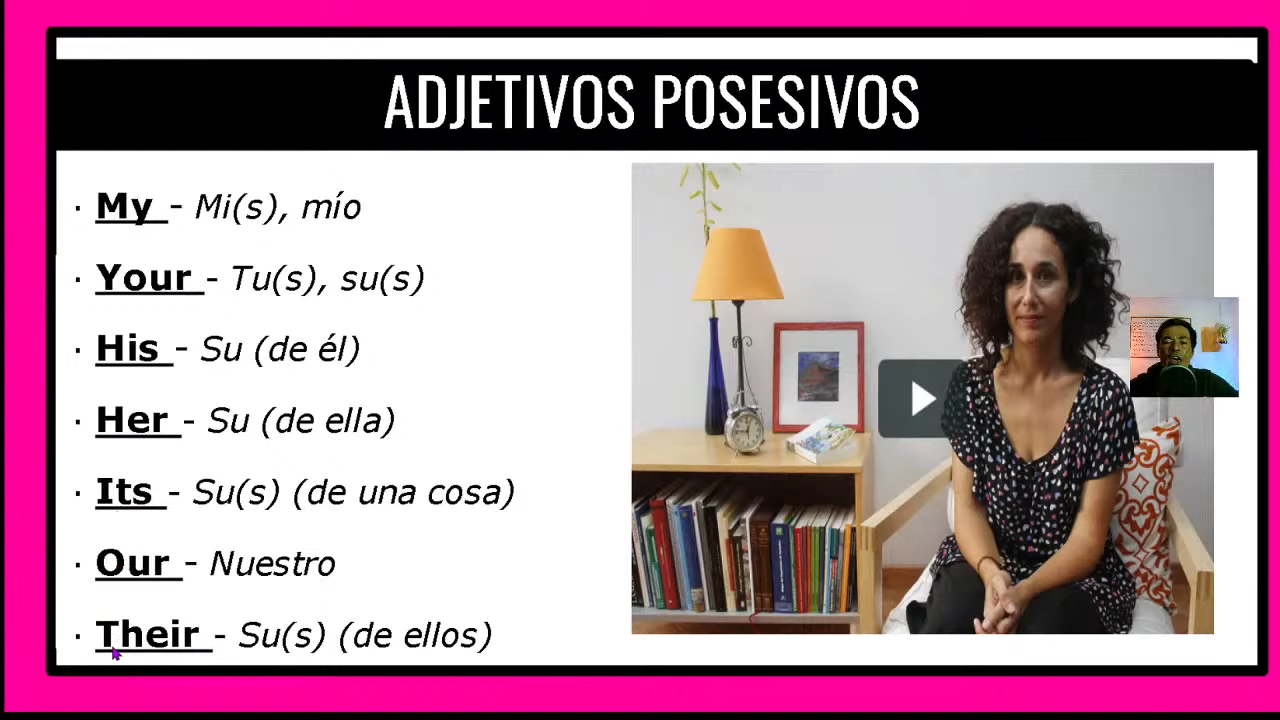 ADJETIVOS POSESIVOS
· My - Mi(s), mío
· Your - Tu(s), su(s)
· His - Su (de él)
· Her - Su (de ella)
· Its - Su(s) (de una cosa)
· Our - Nuestro
· Their - Su(s) (de ellos)